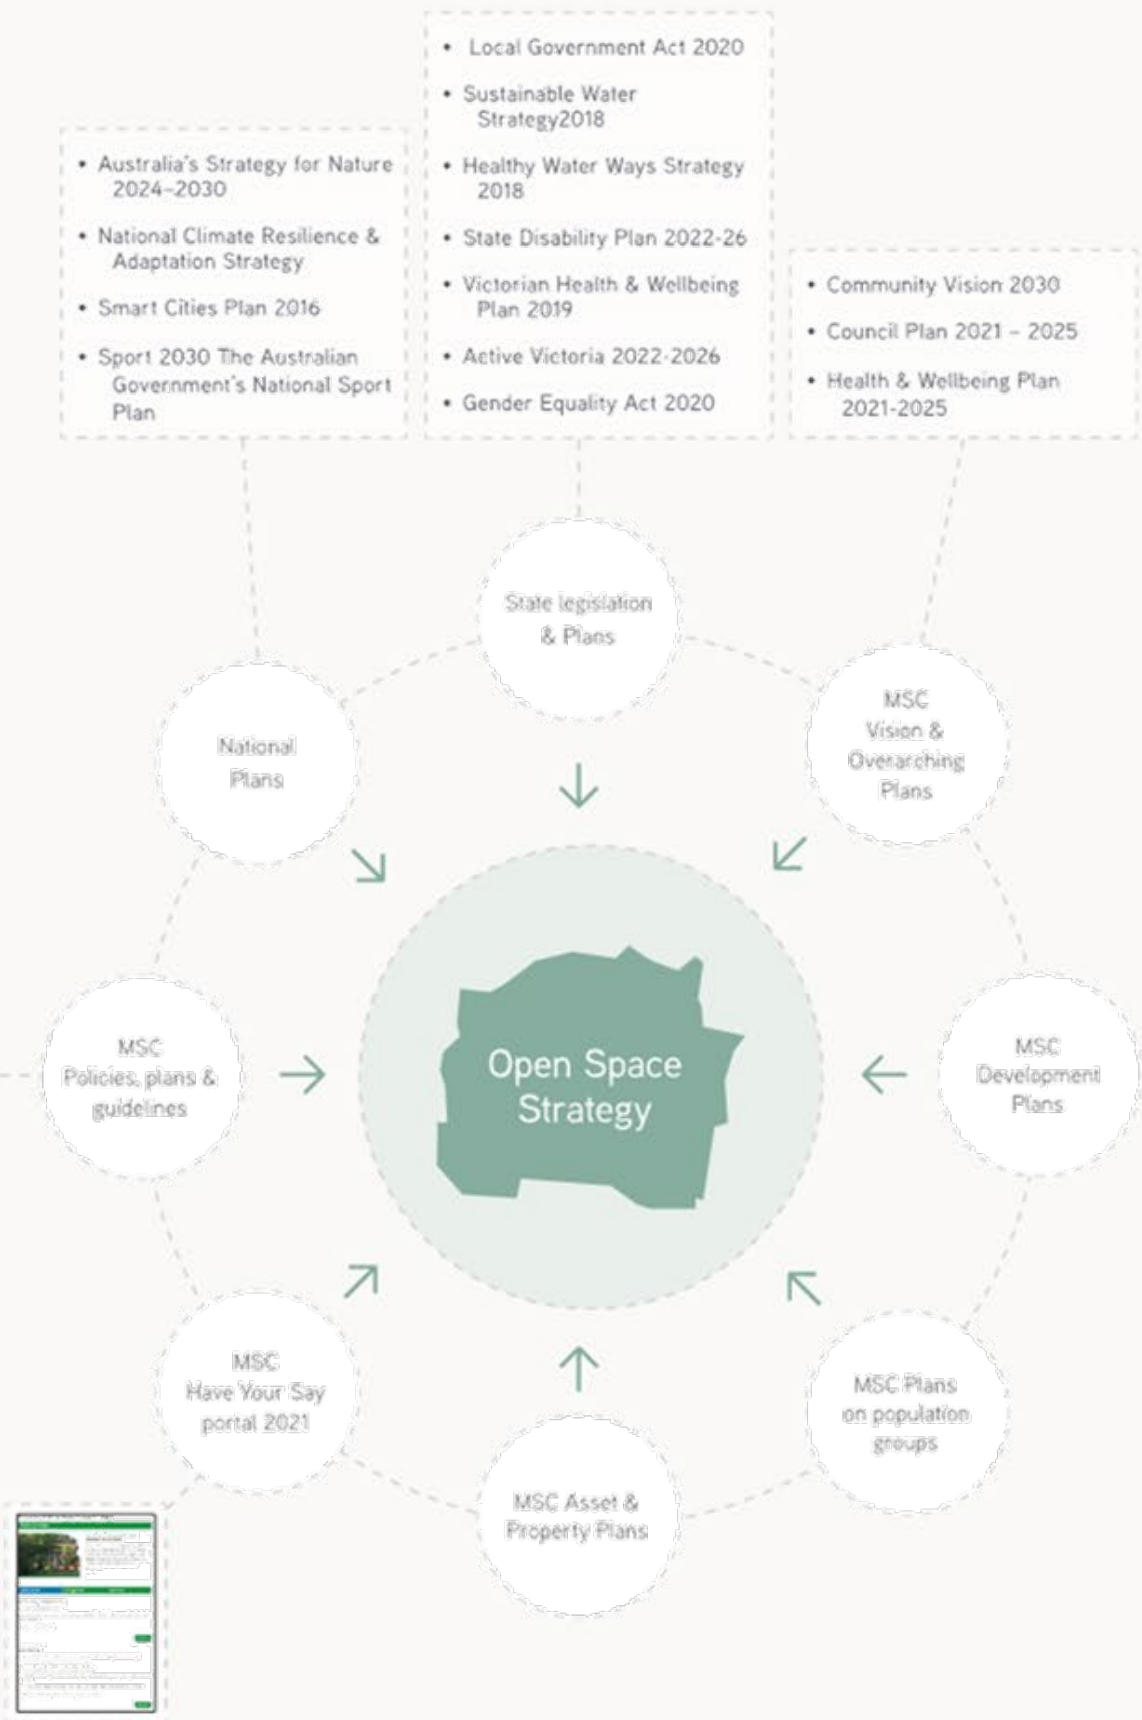 • Local Government Act 2020
• Sustainable Water
Strategy2018
• Healthy Water Ways Strategy
2018
• State Disability Plan 2022-26
• Victorian Health & Wellbeing
Plan 2019
• Active Victoria 2022-2026
• Gender Equality Act 2020
• Australia's Strategy for Nature
2024–2030
• National Climate Resilience &
Adaptation Strategy
• Smart Cities Plan 2016
• Sport 2030 The Australian
Government's National Sport
Plan
• Community Vision 2030
• Council Plan 2021 – 2025
• Health & Wellbeing Plan
2021-2025
State legislation
& Plans
National
Plans
MSC
Vision &
Overarching
Plans
MSC
Policies, plans &
guidelines
Open Space
Strategy
MSC
Development
Plans
MSC
Have Your Say
portal 2021
MSC Plans
on population
groups
MSC Asset &
Property Plans